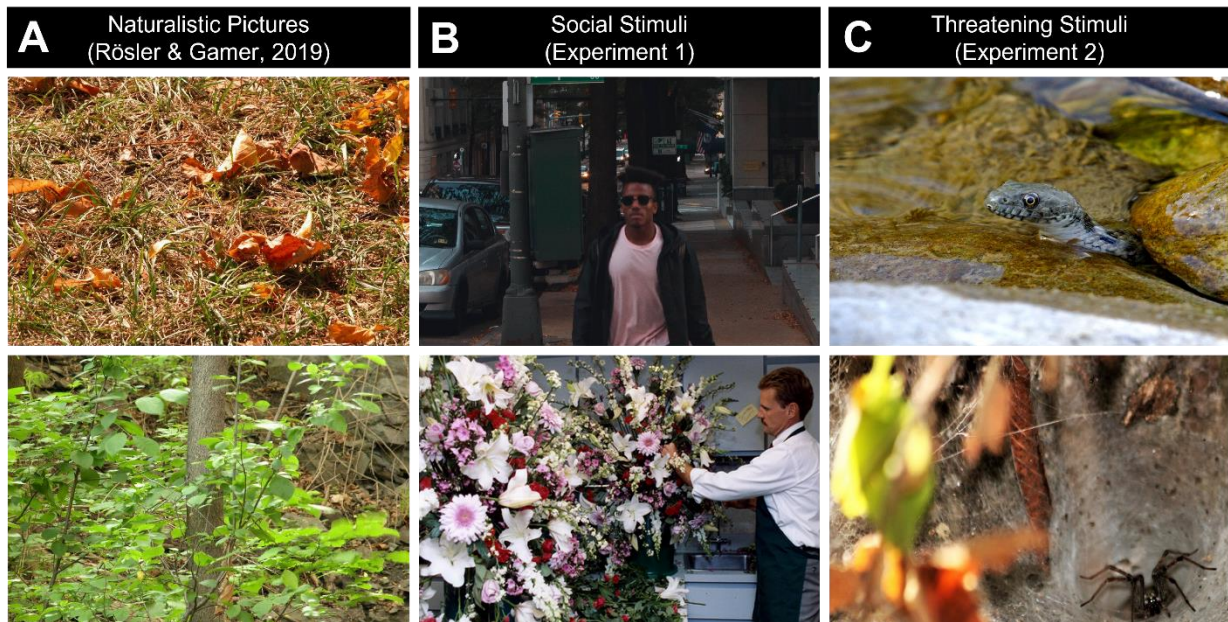 A
Naturalistic Pictures
(Rösler & Gamer, 2019)
B
Social Stimuli
(Experiment 1)
C
Threatening Stimuli
(Experiment 2)